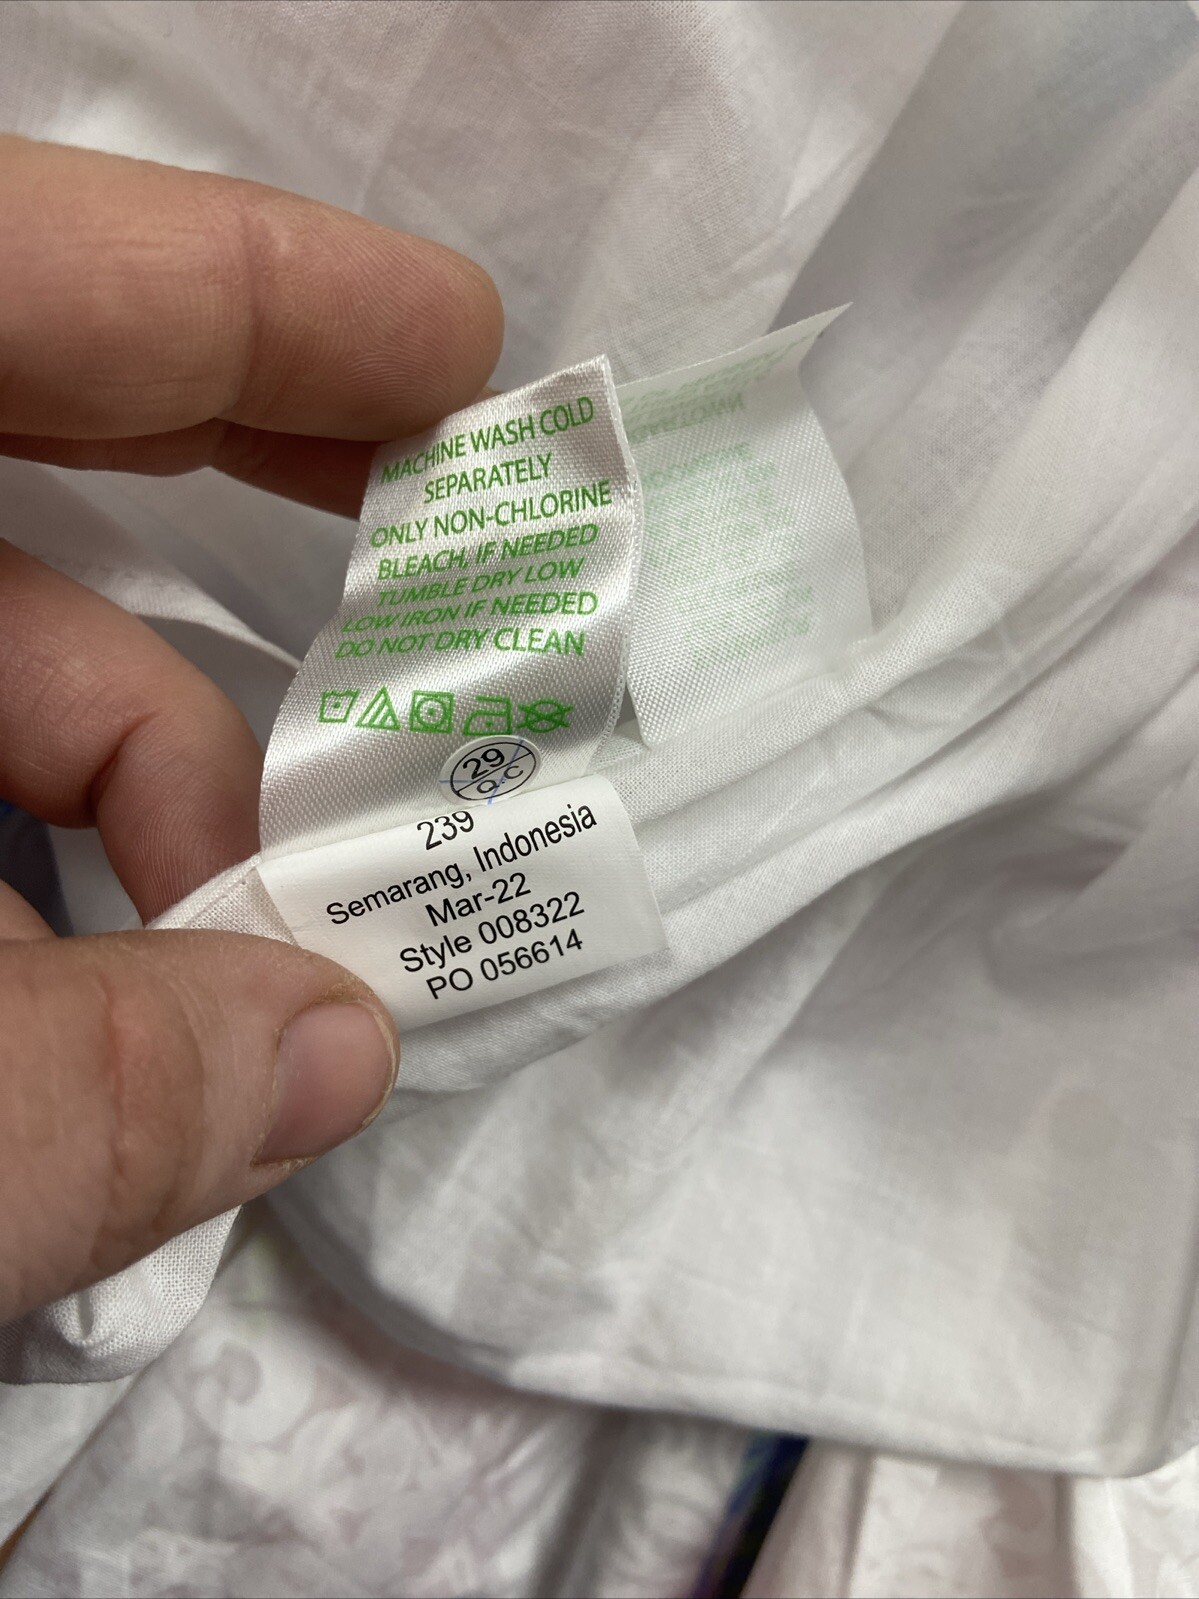 MACHINE WASH COLD
SEPARATELY
ONLY NON-CHLORINE
BLEACH, IF NEEDED
TUMBLE DRY LOW
LOW IRON IF NEEDED
DO NOT DRY CLEAN
29
Q.C
239
Semarang, Indonesia
Mar-22
Style 008322
PO 056614